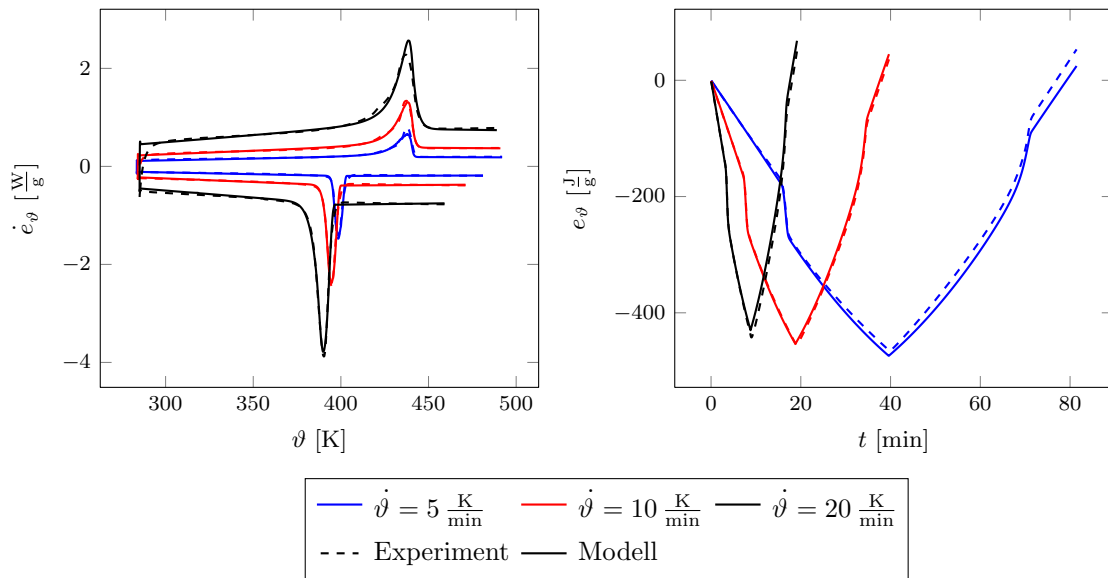 2
0
−2
−4
ė_ϑ [W/g]
300 350 400 450 500
ϑ [K]
0
−200
−400
e_ϑ [J/g]
0 20 40 60 80
t [min]
ϑ̇ = 5 K/min ϑ̇ = 10 K/min ϑ̇ = 20 K/min
Experiment Modell